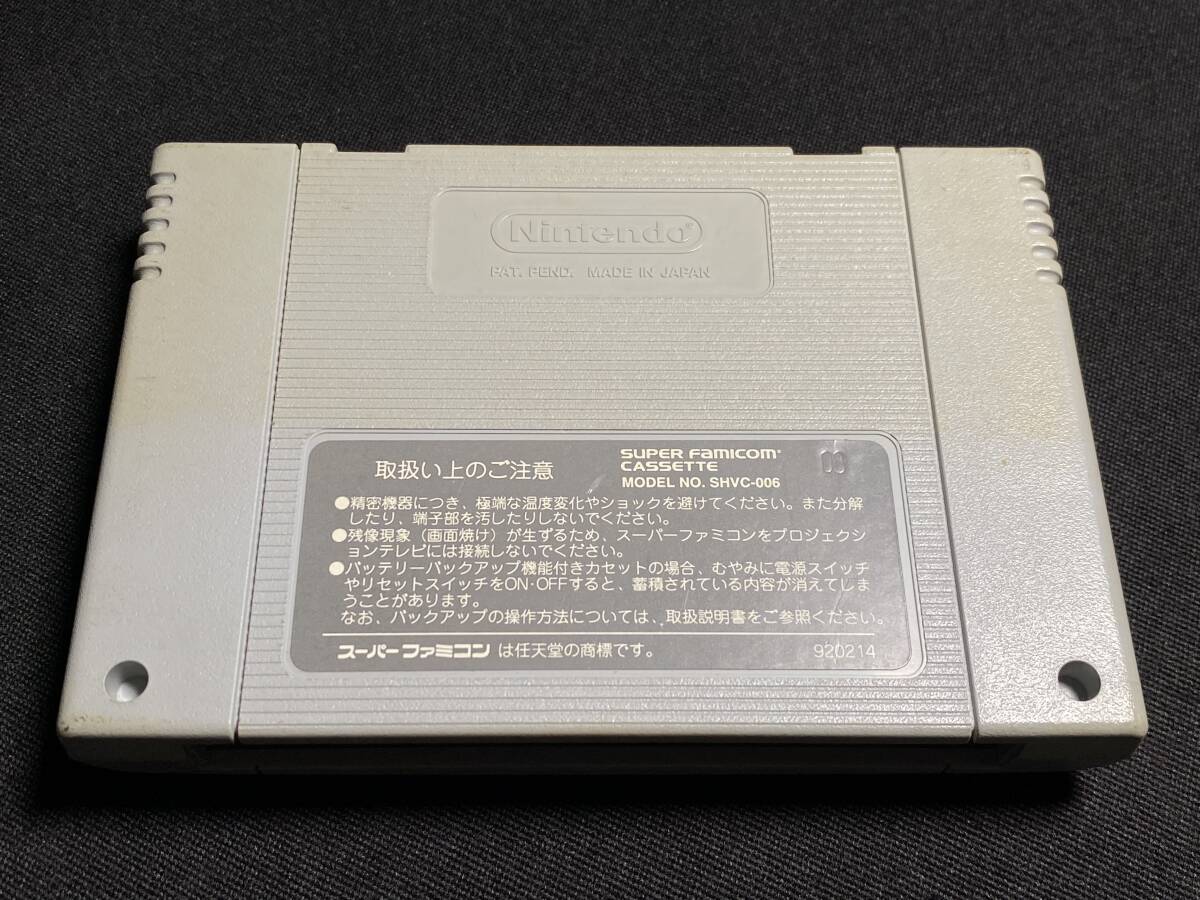 Nintendo®
PAT. PEND. MADE IN JAPAN
取扱い上のご注意
SUPER FAMICOM®
CASSETTE
MODEL NO. SHVC-006
●精密機器につき、極端な温度変化やショックを避けてください。また分解
したり、端子部を汚したりしないでください。
●残像現象（画面焼け）が生ずるため、スーパーファミコンをプロジェクシ
ョンテレビには接続しないでください。
●バッテリーバックアップ機能付きカセットの場合、むやみに電源スイッチ
やリセットスイッチをON・OFFすると、蓄積されている内容が消えてしま
うことがあります。
なお、バックアップの操作方法については、取扱説明書をご参照ください。
スーパーファミコン は任天堂の商標です。
920214